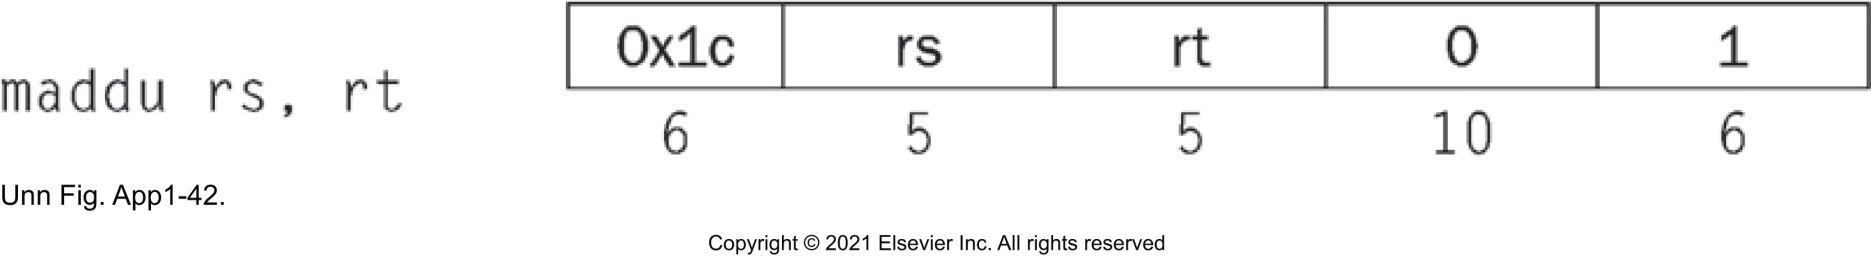 maddu rs, rt
0x1c rs rt 0 1
6 5 5 10 6
Unn Fig. App1-42.
Copyright © 2021 Elsevier Inc. All rights reserved